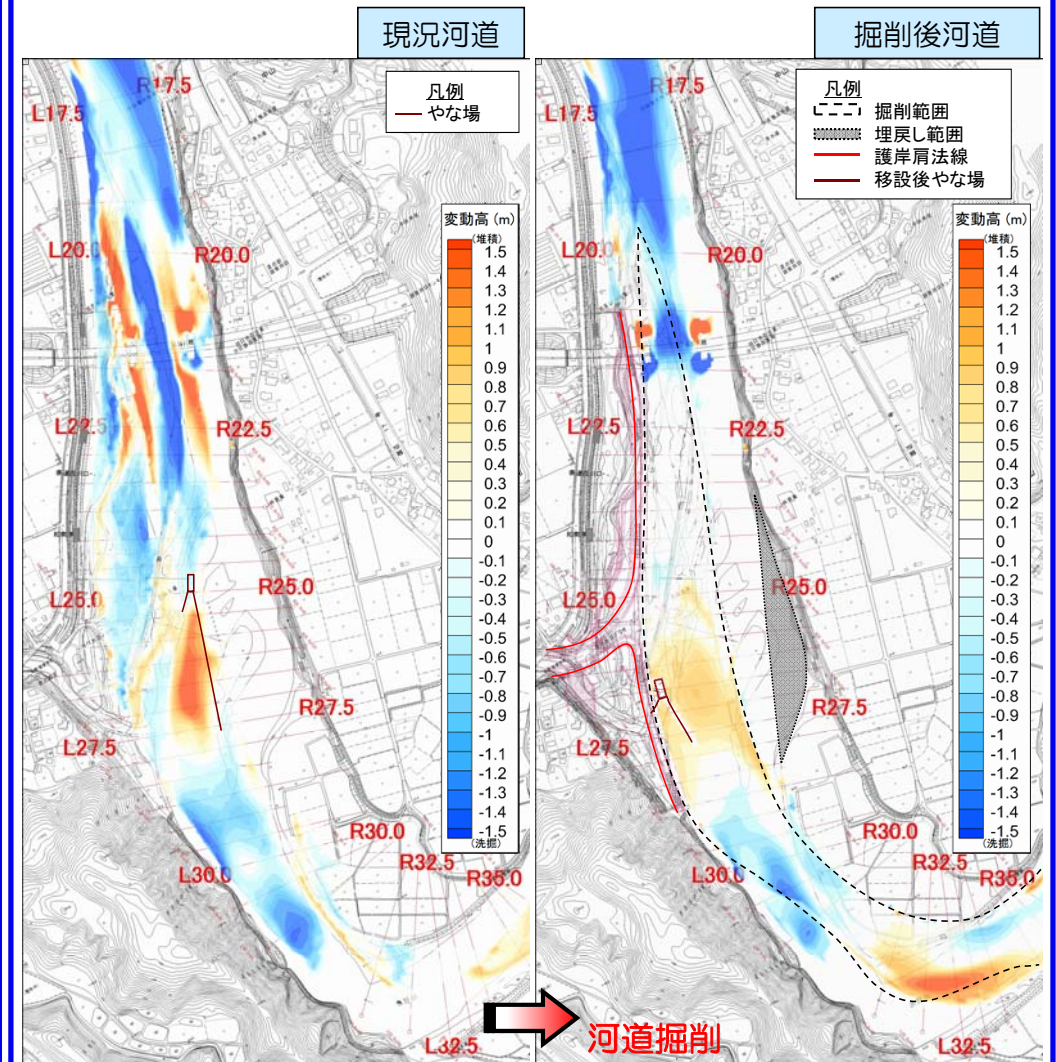 現況河道
凡例
やな場
R17.5
L17.5
L20.0
R20.0
L22.5
R22.5
L25.0
R25.0
L27.5
R27.5
L30.0
R30.0
R32.5
R35.0
L32.5
変動高 (m)
(堆積)
1.5
1.4
1.3
1.2
1.1
1
0.9
0.8
0.7
0.6
0.5
0.4
0.3
0.2
0.1
0
-0.1
-0.2
-0.3
-0.4
-0.5
-0.6
-0.7
-0.8
-0.9
-1
-1.1
-1.2
-1.3
-1.4
-1.5
(洗掘)
河道掘削
掘削後河道
凡例
掘削範囲
埋戻し範囲
護岸肩法線
移設後やな場
R17.5
L17.5
L20.0
R20.0
L22.5
R22.5
L25.0
R25.0
L27.5
R27.5
L30.0
R30.0
R32.5
R35.0
L32.5
変動高 (m)
(堆積)
1.5
1.4
1.3
1.2
1.1
1
0.9
0.8
0.7
0.6
0.5
0.4
0.3
0.2
0.1
0
-0.1
-0.2
-0.3
-0.4
-0.5
-0.6
-0.7
-0.8
-0.9
-1
-1.1
-1.2
-1.3
-1.4
-1.5
(洗掘)